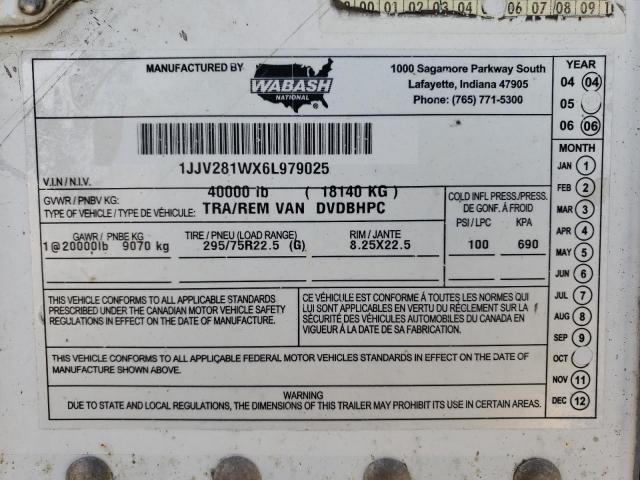 00 01 02 03 04 06 07 08 09
MANUFACTURED BY
WABASH
NATIONAL
1000 Sagamore Parkway South
Lafayette, Indiana 47905
Phone: (765) 771-5300
1JJV281WX6L979025
V.I.N / N.I.V.
GVWR / PNBV KG: 40000 lb ( 18140 KG )
TYPE OF VEHICLE / TYPE DE VÉHICULE: TRA/REM VAN DVDBHPC
COLD INFL PRESS./PRESS.
DE GONF. À FROID
GAWR / PNBE KG TIRE / PNEU (LOAD RANGE) RIM / JANTE PSI / LPC KPA
1@20000lb 9070 kg 295/75R22.5 (G) 8.25X22.5 100 690
THIS VEHICLE CONFORMS TO ALL APPLICABLE STANDARDS
PRESCRIBED UNDER THE CANADIAN MOTOR VEHICLE SAFETY
REGULATIONS IN EFFECT ON THE DATE OF MANUFACTURE.
CE VÉHICULE EST CONFORME À TOUTES LES NORMES QUI
LUI SONT APPLICABLES EN VERTU DU RÉGLEMENT SUR LA
SÉCURITÉ DES VÉHICULES AUTOMOBILES DU CANADA EN
VIGUEUR À LA DATE DE SA FABRICATION.
THIS VEHICLE CONFORMS TO ALL APPLICABLE FEDERAL MOTOR VEHICLES STANDARDS IN EFFECT ON THE DATE OF
MANUFACTURE SHOWN ABOVE.
WARNING
DUE TO STATE AND LOCAL REGULATIONS, THE DIMENSIONS OF THIS TRAILER MAY PROHIBIT ITS USE IN CERTAIN AREAS.
YEAR
04 04
05
06 06
MONTH
JAN 1
FEB 2
MAR 3
APR 4
MAY 5
JUN 6
JUL 7
AUG 8
SEP 9
OCT
NOV 11
DEC 12